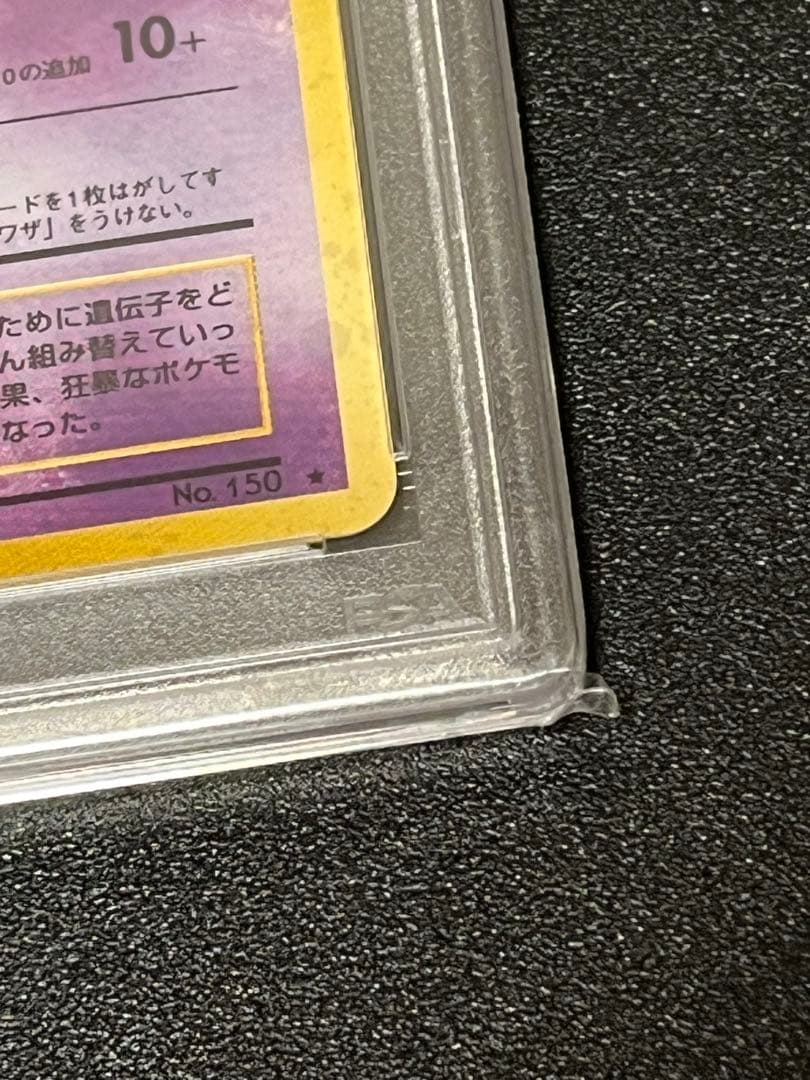 0の追加 10+
ードを1枚はがしてす
ワザ」をうけない。
ために遺伝子をど
ん組み替えていっ
果、狂暴なポケモ
なった。
No. 150 ★